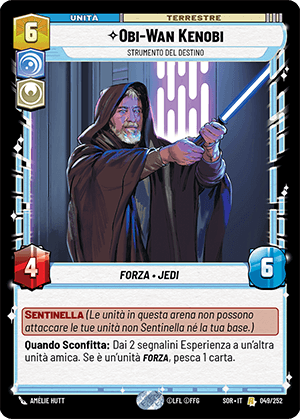 6
UNITÀ
TERRESTRE
✧OBI-WAN KENOBI
STRUMENTO DEL DESTINO
4
6
FORZA • JEDI
SENTINELLA (Le unità in questa arena non possono
attaccare le tue unità non Sentinella né la tua base.)
Quando Sconfitta: Dai 2 segnalini Esperienza a un'altra
unità amica. Se è un'unità FORZA, pesca 1 carta.
AMÉLIE HUTT
©LFL ©FFG
SOR • IT
R
049/252